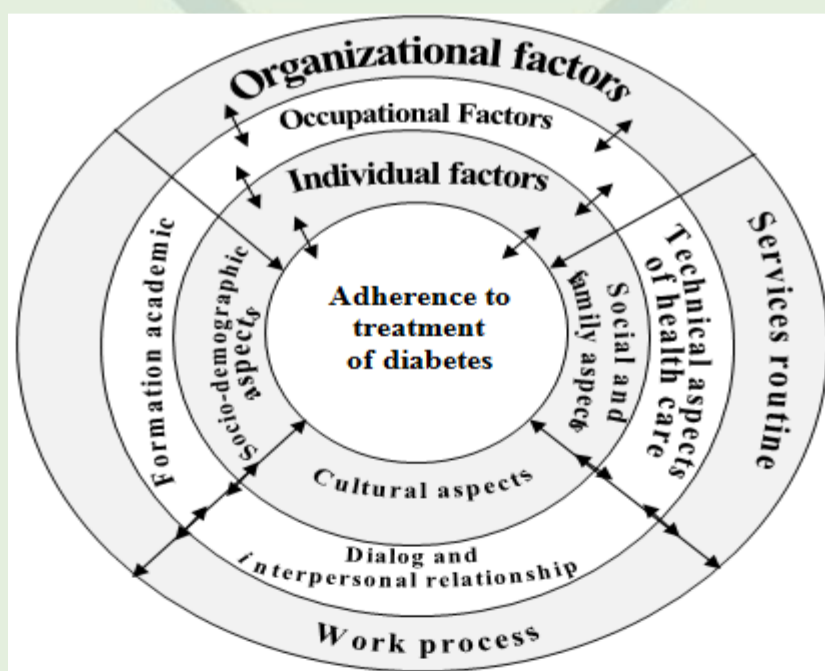 Organizational factors
Occupational Factors
Individual factors
Adherence to
treatment
of diabetes
Formation academic
Socio-demographic
aspects
Social and
family aspects
Technical aspects
of health care
Services routine
Cultural aspects
Dialog and
interpersonal relationship
Work process